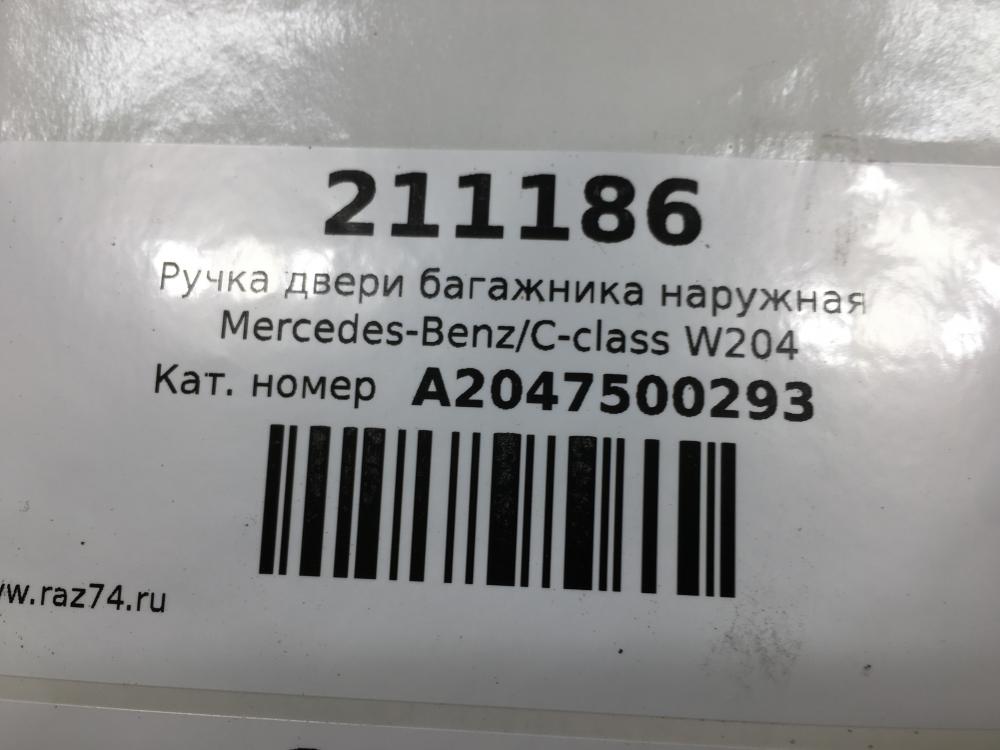 211186
Ручка двери багажника наружная
Mercedes-Benz/C-class W204
Кат. номер A2047500293
w.raz74.ru